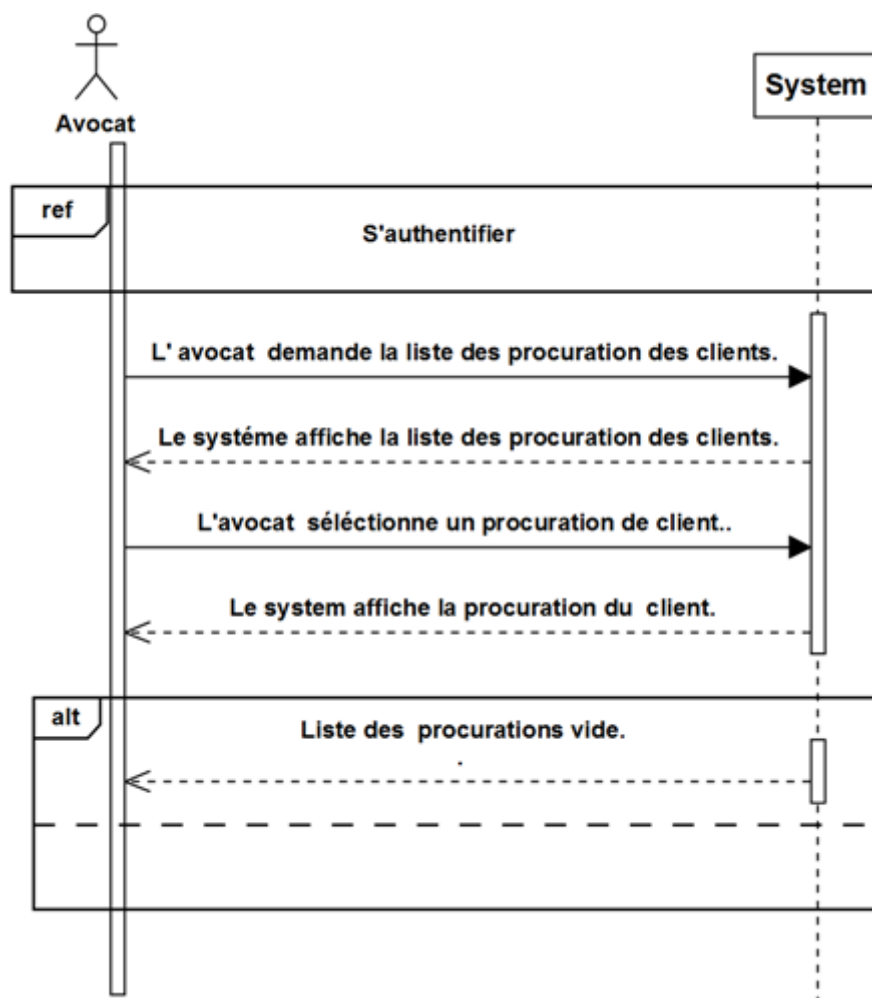 Avocat
System
ref
S'authentifier
L' avocat demande la liste des procuration des clients.
Le systéme affiche la liste des procuration des clients.
L'avocat séléctionne un procuration de client..
Le system affiche la procuration du client.
alt
Liste des procurations vide.
.